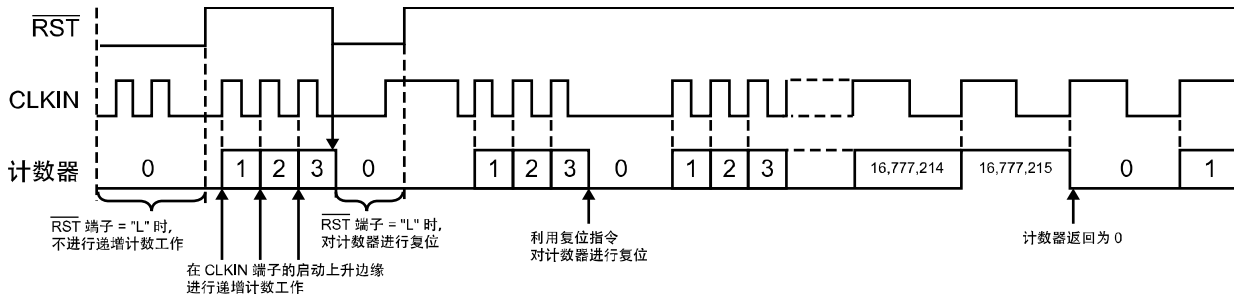 RST
CLKIN
计数器
0
1
2
3
0
1
2
3
0
1
2
3
16,777,214
16,777,215
0
1
RST 端子 = "L" 时,
不进行递增计数工作
RST 端子 = "L" 时,
对计数器进行复位
在 CLKIN 端子的启动上升边缘
进行递增计数工作
利用复位指令
对计数器进行复位
计数器返回为 0